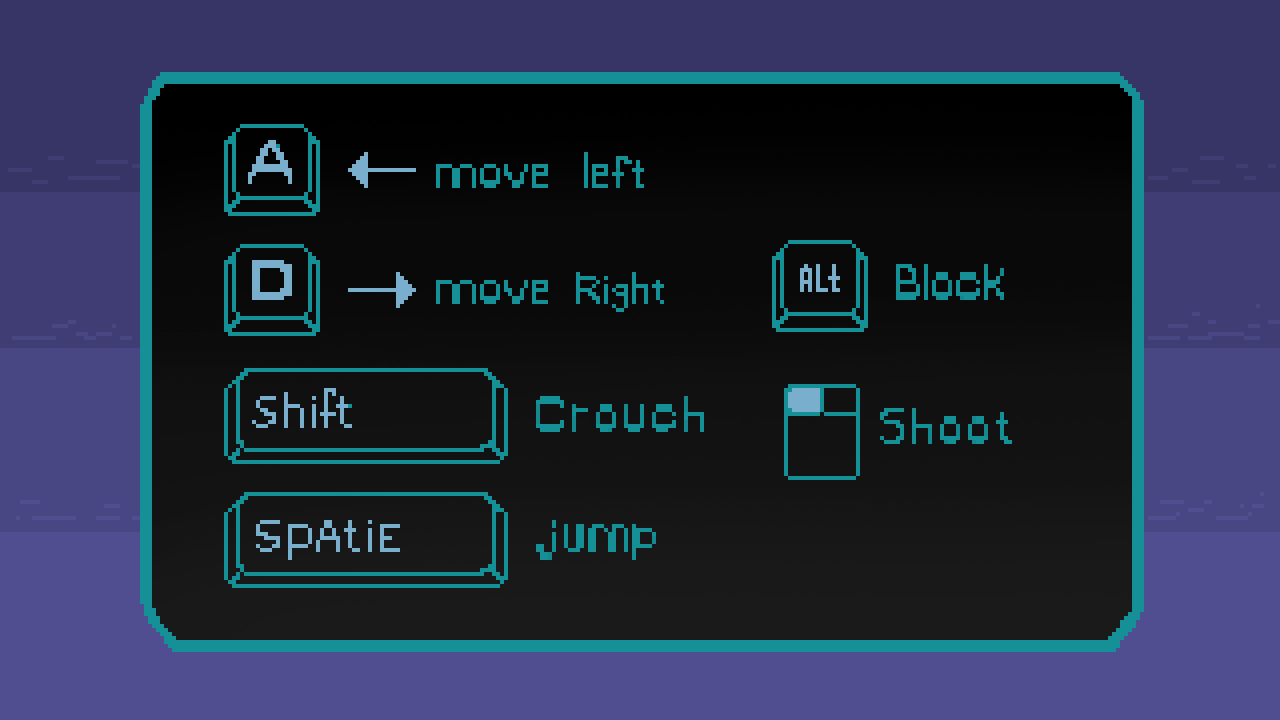 A move left
D move Right
Shift Crouch
SpAtiE jump
ALt Block
Shoot